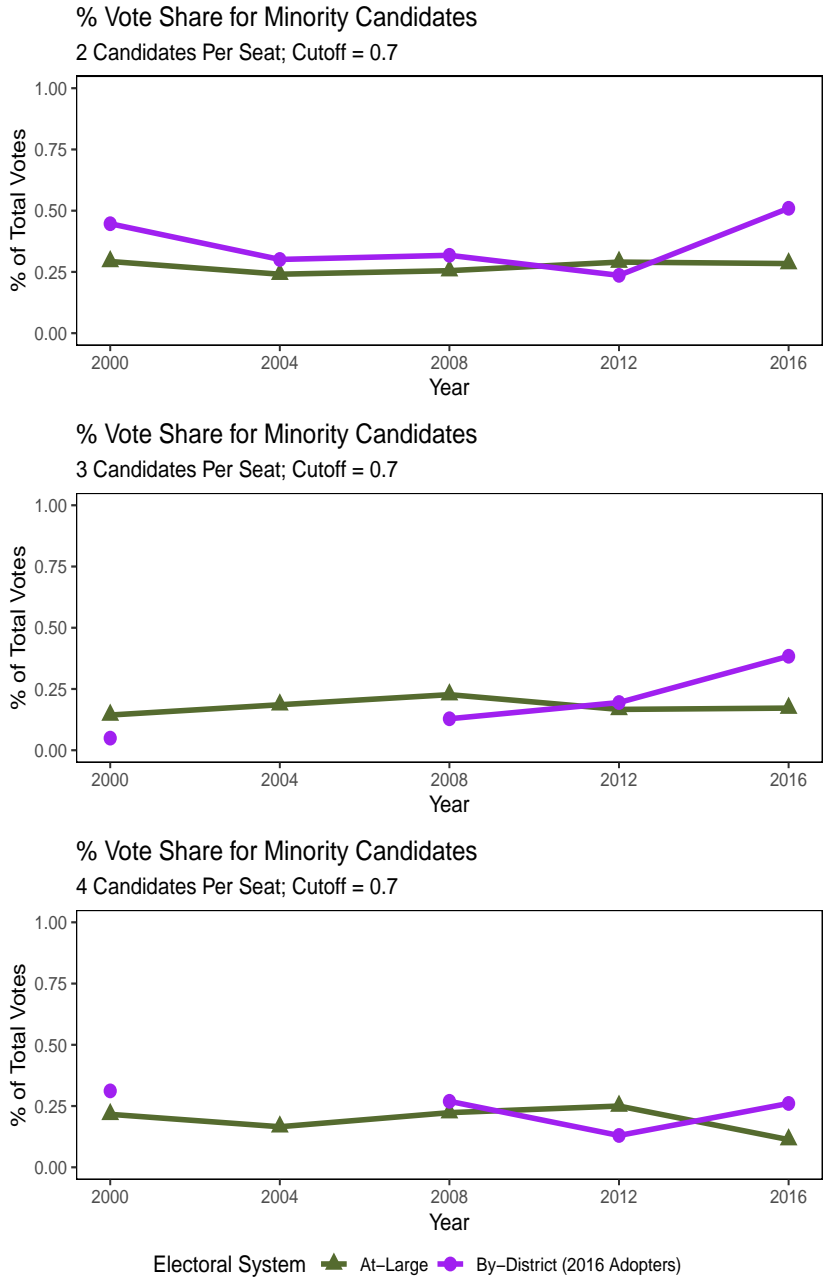 % Vote Share for Minority Candidates
2 Candidates Per Seat; Cutoff = 0.7
% of Total Votes
1.00
0.75
0.50
0.25
0.00
2000 2004 2008 2012 2016
Year
% Vote Share for Minority Candidates
3 Candidates Per Seat; Cutoff = 0.7
% of Total Votes
1.00
0.75
0.50
0.25
0.00
2000 2004 2008 2012 2016
Year
% Vote Share for Minority Candidates
4 Candidates Per Seat; Cutoff = 0.7
% of Total Votes
1.00
0.75
0.50
0.25
0.00
2000 2004 2008 2012 2016
Year
Electoral System At−Large By−District (2016 Adopters)